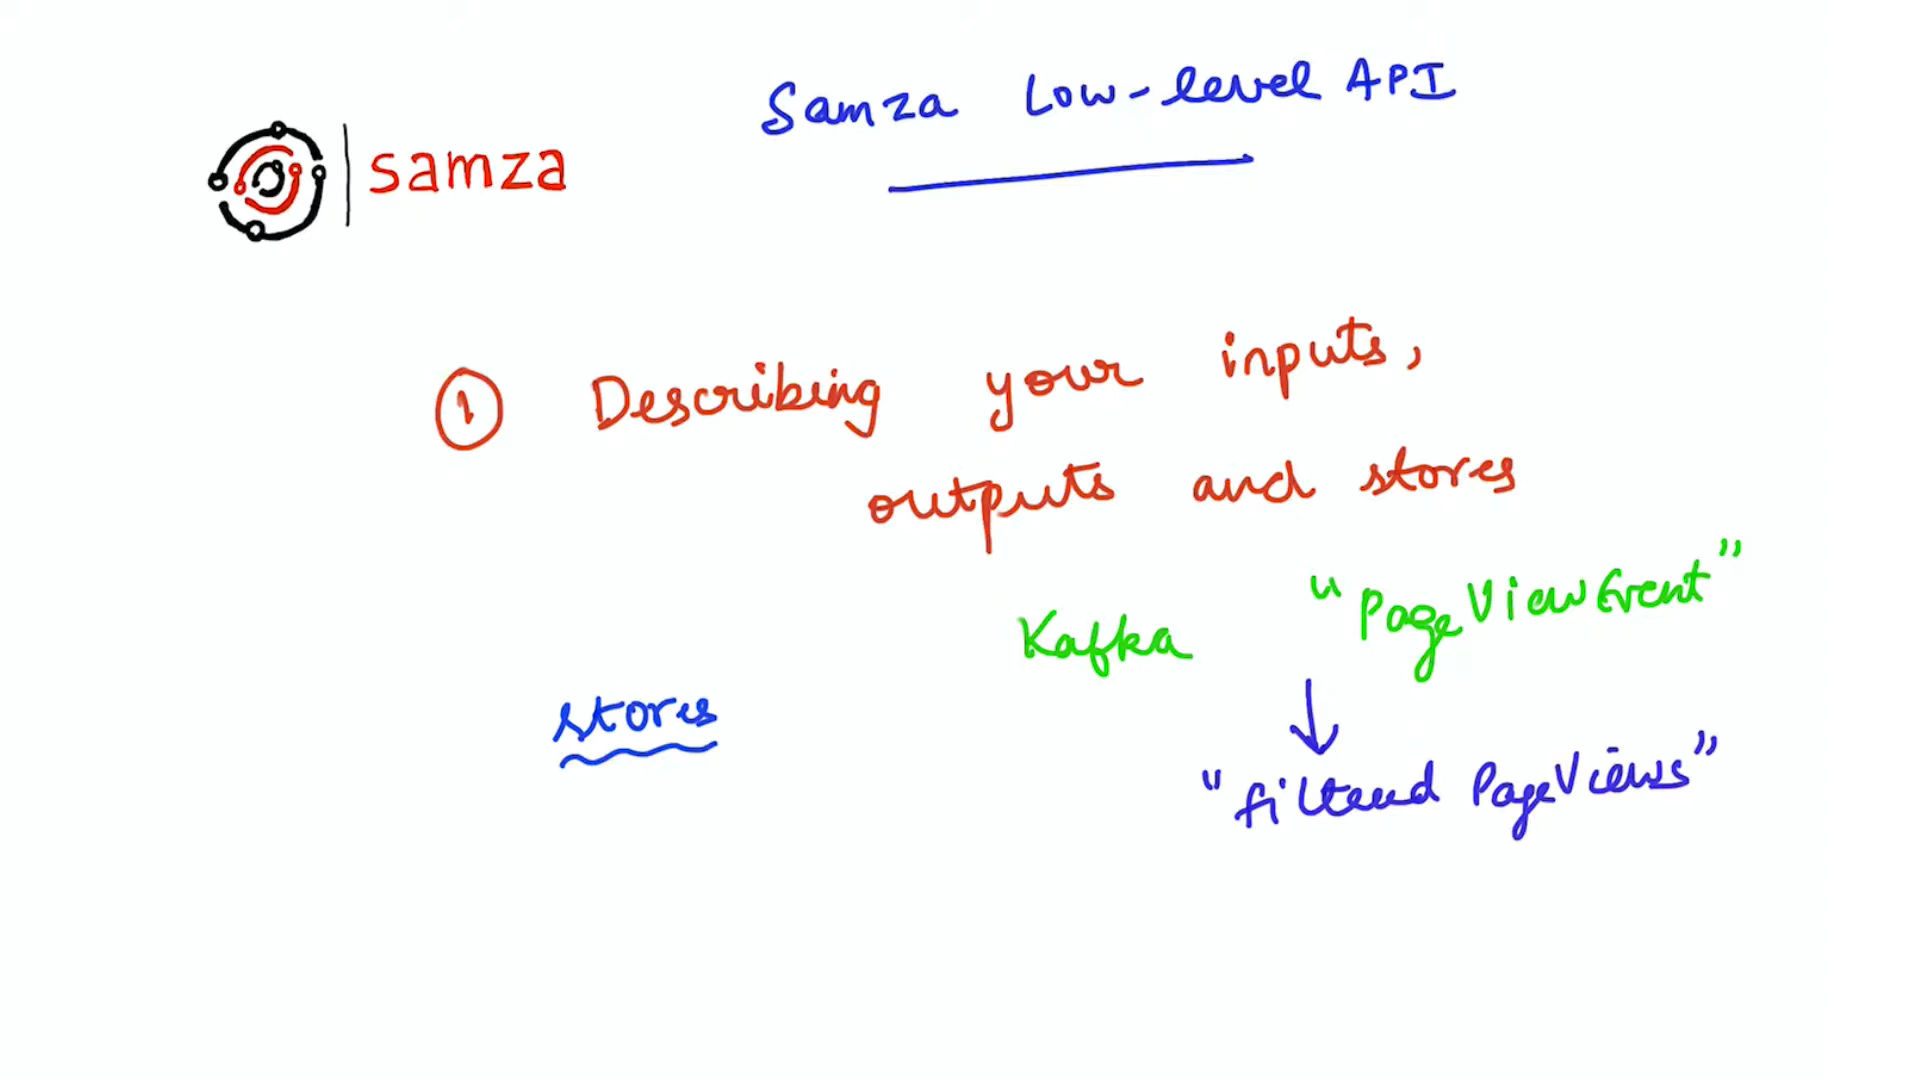 Samza Low-level API
samza
1 Describing your inputs,
outputs and stores
Kafka "PageViewEvent"
stores
"filtered PageViews"